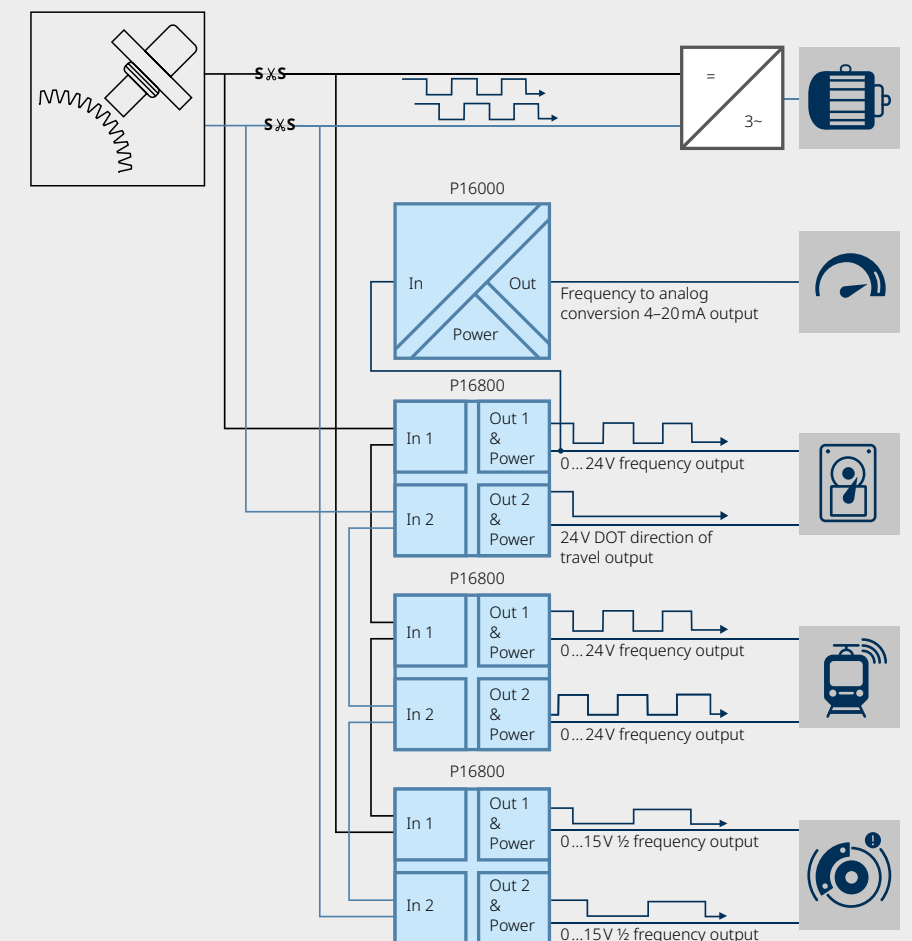 S S
S S
=
3~
P16000
In
Out
Power
Frequency to analog
conversion 4–20 mA output
P16800
In 1
Out 1
&
Power
0...24 V frequency output
In 2
Out 2
&
Power
24 V DOT direction of
travel output
P16800
In 1
Out 1
&
Power
0...24 V frequency output
In 2
Out 2
&
Power
0...24 V frequency output
P16800
In 1
Out 1
&
Power
0...15 V ½ frequency output
In 2
Out 2
&
Power
0...15 V ½ frequency output
!